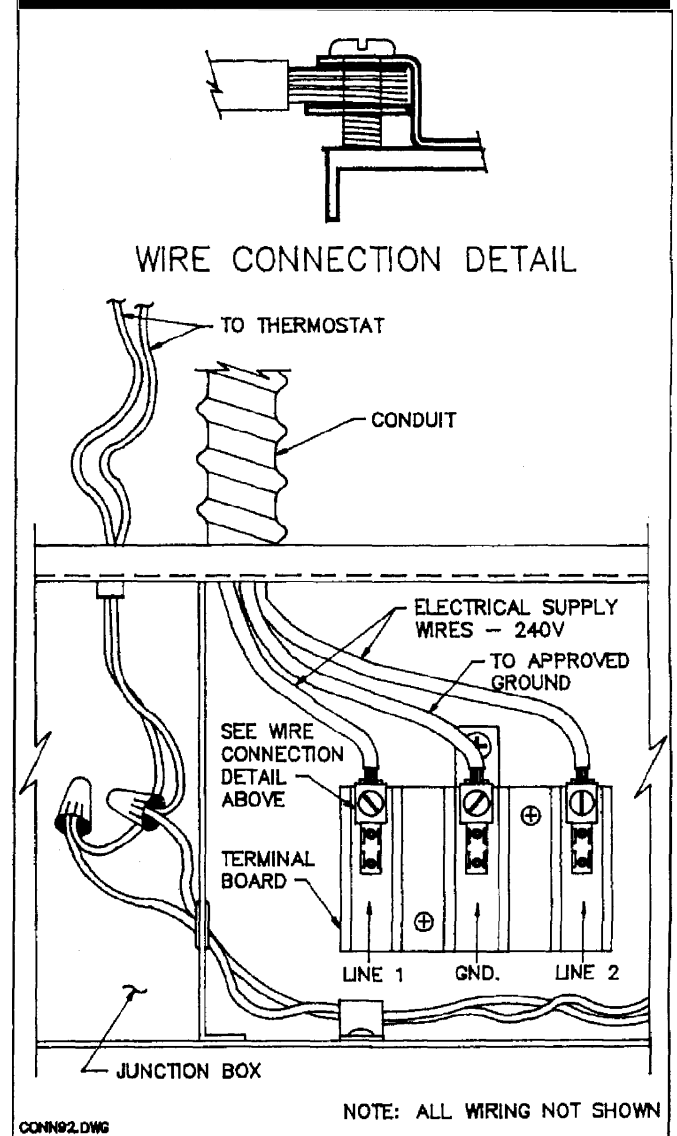 WIRE CONNECTION DETAIL
TO THERMOSTAT
CONDUIT
ELECTRICAL SUPPLY
WIRES – 240V
TO APPROVED
GROUND
SEE WIRE
CONNECTION
DETAIL
ABOVE
TERMINAL
BOARD
LINE 1
GND.
LINE 2
JUNCTION BOX
NOTE: ALL WIRING NOT SHOWN
CONN92.DWG